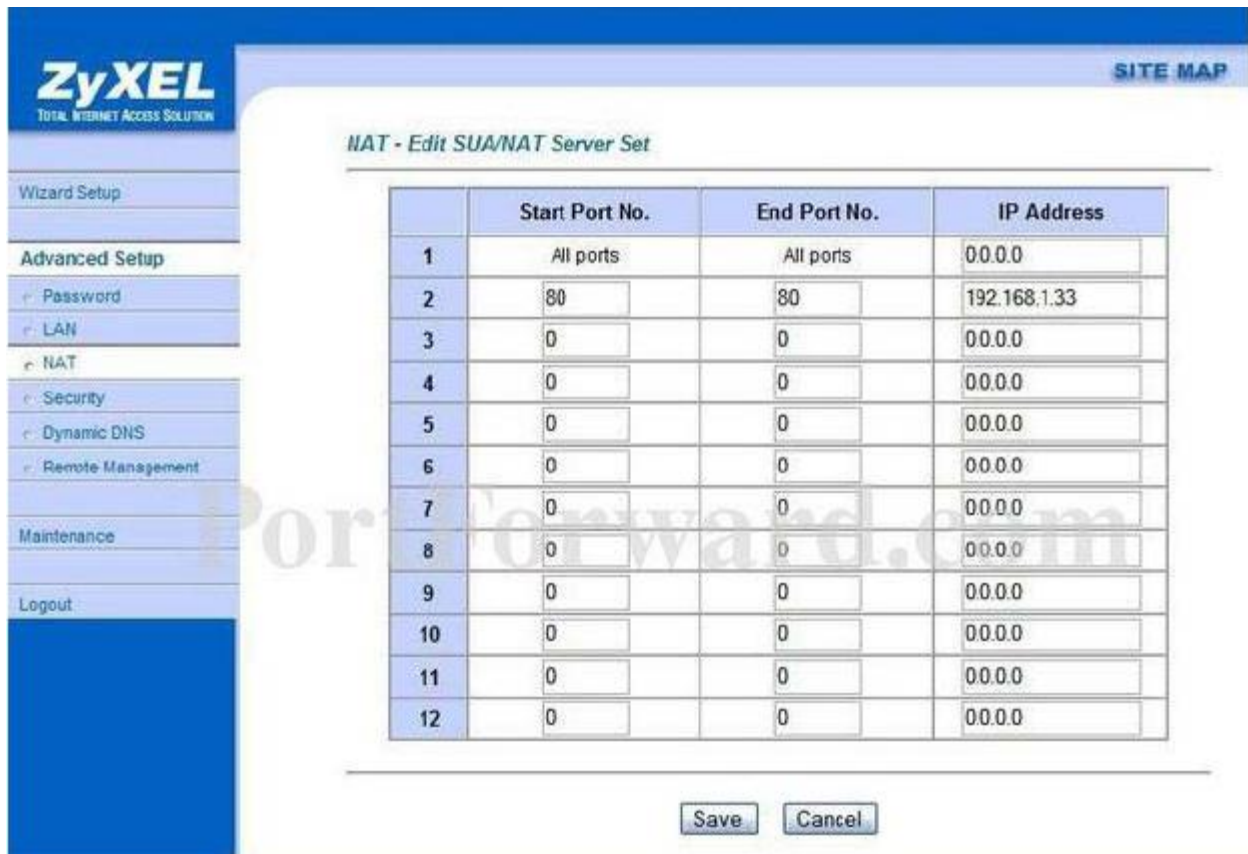 ZyXEL
TOTAL INTERNET ACCESS SOLUTION
SITE MAP
Wizard Setup
Advanced Setup
Password
LAN
NAT
Security
Dynamic DNS
Remote Management
Maintenance
Logout
NAT - Edit SUA/NAT Server Set
Start Port No. End Port No. IP Address
1 All ports All ports 0.0.0.0
2 80 80 192.168.1.33
3 0 0 0.0.0.0
4 0 0 0.0.0.0
5 0 0 0.0.0.0
6 0 0 0.0.0.0
7 0 0 0.0.0.0
8 0 0 0.0.0.0
9 0 0 0.0.0.0
10 0 0 0.0.0.0
11 0 0 0.0.0.0
12 0 0 0.0.0.0
PortForward.com
Save Cancel